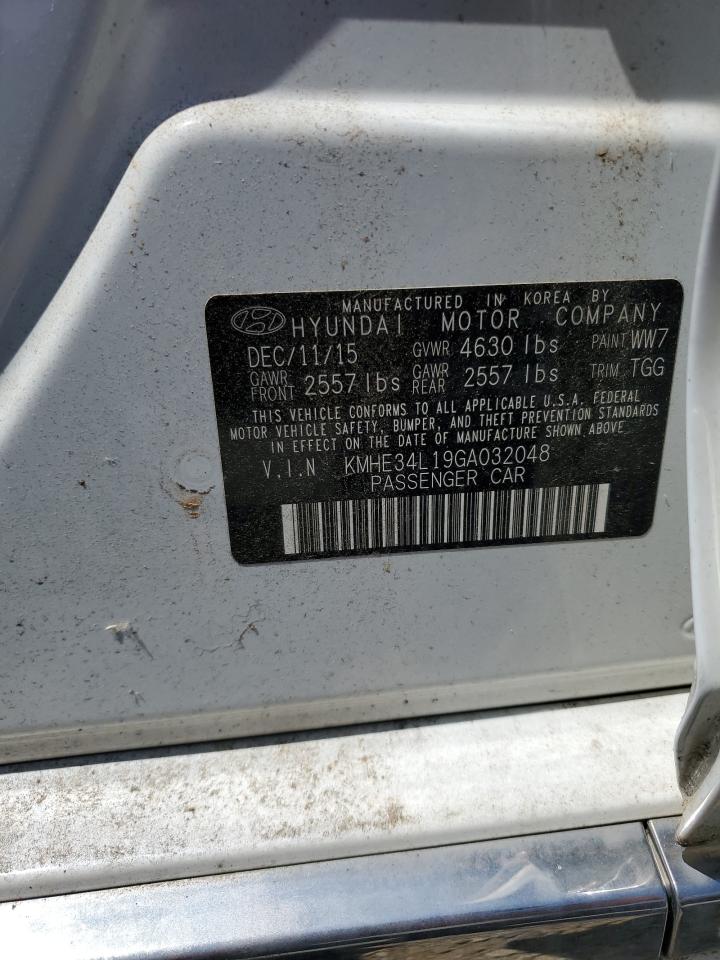 MANUFACTURED IN KOREA BY
HYUNDAI MOTOR COMPANY
DEC/11/15 GVWR 4630 lbs PAINT WW7
GAWR FRONT 2557 lbs GAWR REAR 2557 lbs TRIM TGG
THIS VEHICLE CONFORMS TO ALL APPLICABLE U.S.A. FEDERAL
MOTOR VEHICLE SAFETY, BUMPER, AND THEFT PREVENTION STANDARDS
IN EFFECT ON THE DATE OF MANUFACTURE SHOWN ABOVE.
V.I.N KMHE34L19GA032048
PASSENGER CAR